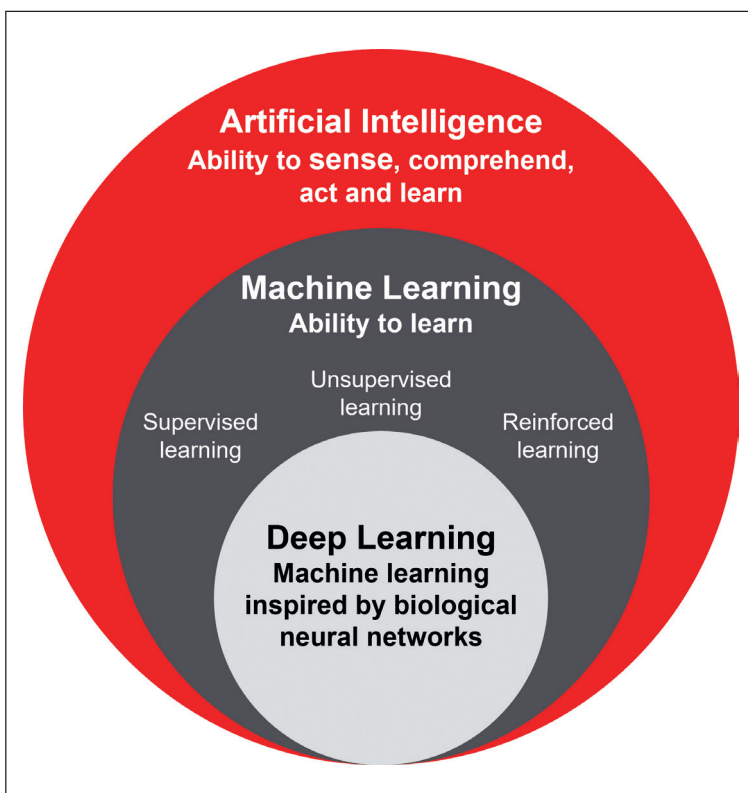 Artificial Intelligence
Ability to sense, comprehend,
act and learn
Machine Learning
Ability to learn
Unsupervised
learning
Supervised
learning
Reinforced
learning
Deep Learning
Machine learning
inspired by biological
neural networks